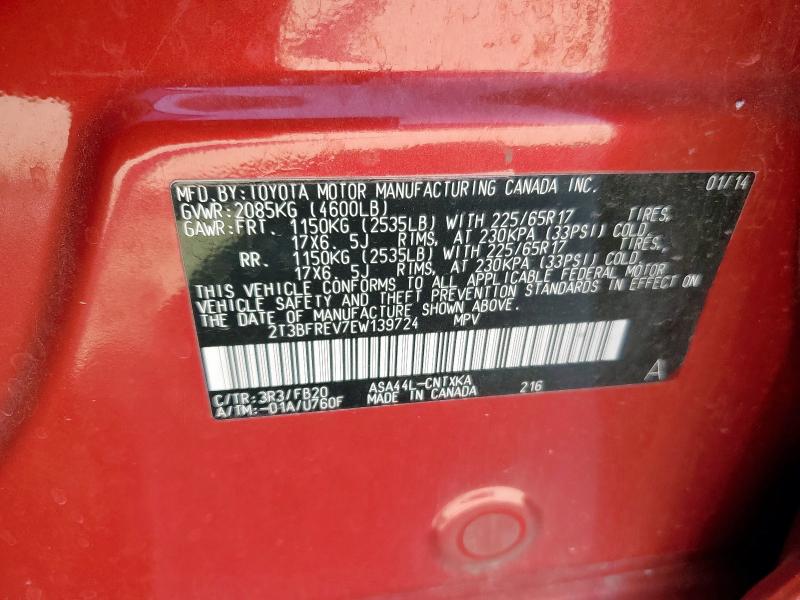 MFD. BY: TOYOTA MOTOR MANUFACTURING CANADA INC. 01/14
GVWR: 2085KG (4600LB)
GAWR: FRT. 1150KG (2535LB) WITH 225/65R17 TIRES,
17X6. 5J RIMS, AT 230KPA (33PSI) COLD.
RR. 1150KG (2535LB) WITH 225/65R17 TIRES,
17X6. 5J RIMS, AT 230KPA (33PSI) COLD.
THIS VEHICLE CONFORMS TO ALL APPLICABLE FEDERAL MOTOR
VEHICLE SAFETY AND THEFT PREVENTION STANDARDS IN EFFECT ON
THE DATE OF MANUFACTURE SHOWN ABOVE.
2T3BFREV7EW139724 MPV
C/TR: 3R3/FB20 ASA44L-CNTXKA 216 A
A/TM: -01A/U760F MADE IN CANADA